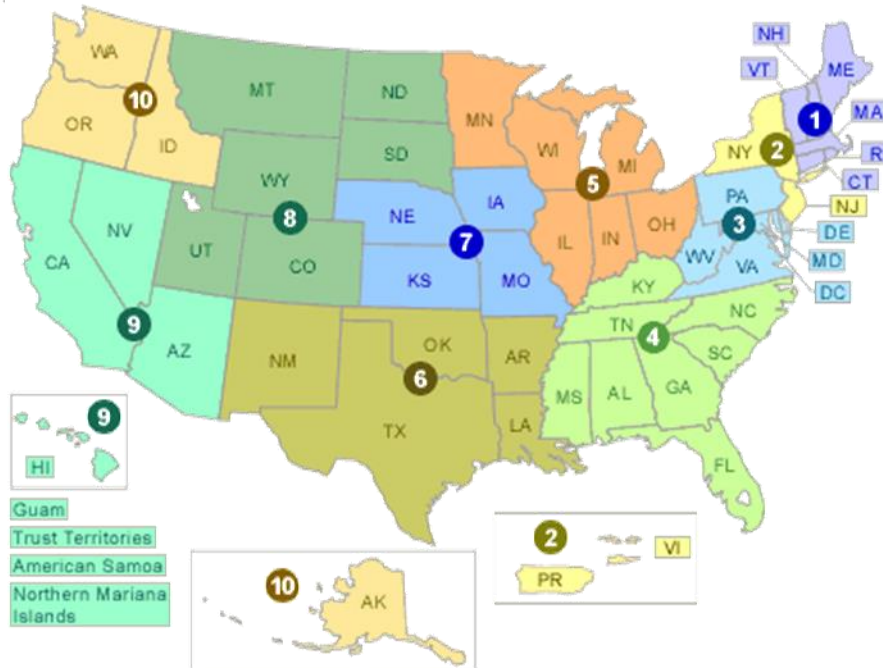 NH
WA
VT
ME
MT
ND
10
MN
1
MA
OR
ID
2
WI
NY
R
SD
MI
CT
WY
5
PA
NJ
IA
8
NE
3
OH
NV
7
DE
IL
IN
UT
WV
CA
CO
VA
MD
KS
MO
KY
DC
NC
9
TN
4
AZ
OK
AR
SC
NM
6
MS
AL
GA
9
TX
LA
HI
FL
Guam
Trust Territories
2
VI
American Samoa
10
PR
Northern Mariana
Islands
AK